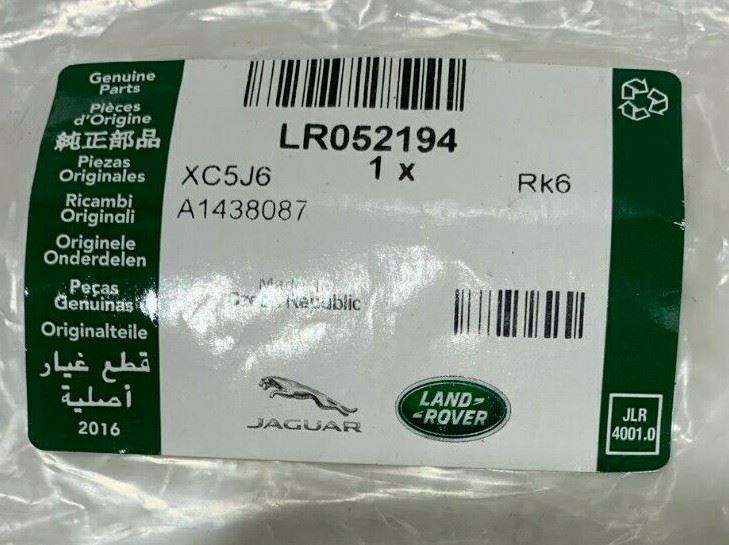 Genuine
Parts
Pièces
d'Origine
純正部品
Piezas
Originales
Ricambi
Originali
Originele
Onderdelen
Peças
Genuinas
Originalteile
قطع غيار
أصلية
2016
LR052194
1 x
XC5J6
Rk6
A1438087
Republic
JAGUAR
LAND-
ROVER
JLR
4001.0